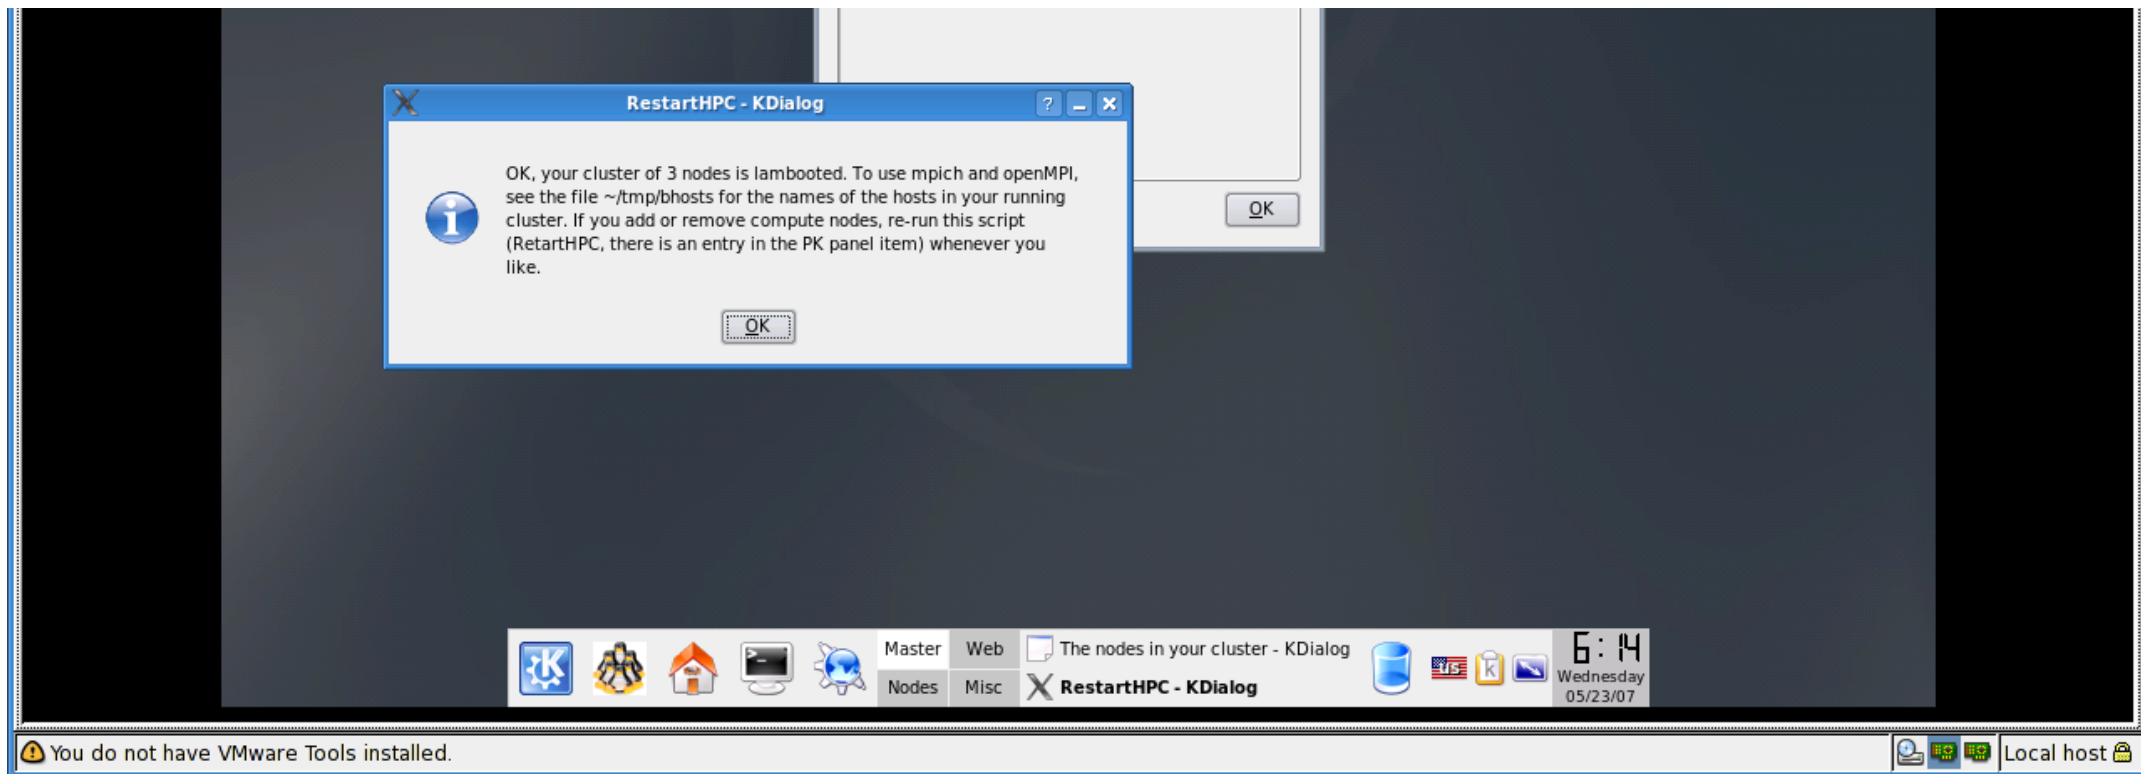 RestartHPC - KDialog
?
OK, your cluster of 3 nodes is lambooted. To use mpich and openMPI,
see the file ~/tmp/bhosts for the names of the hosts in your running
cluster. If you add or remove compute nodes, re-run this script
(RetartHPC, there is an entry in the PK panel item) whenever you
like.
OK
OK
Master
Web
Nodes
Misc
The nodes in your cluster - KDialog
RestartHPC - KDialog
US
k
6:14
Wednesday
05/23/07
You do not have VMware Tools installed.
Local host